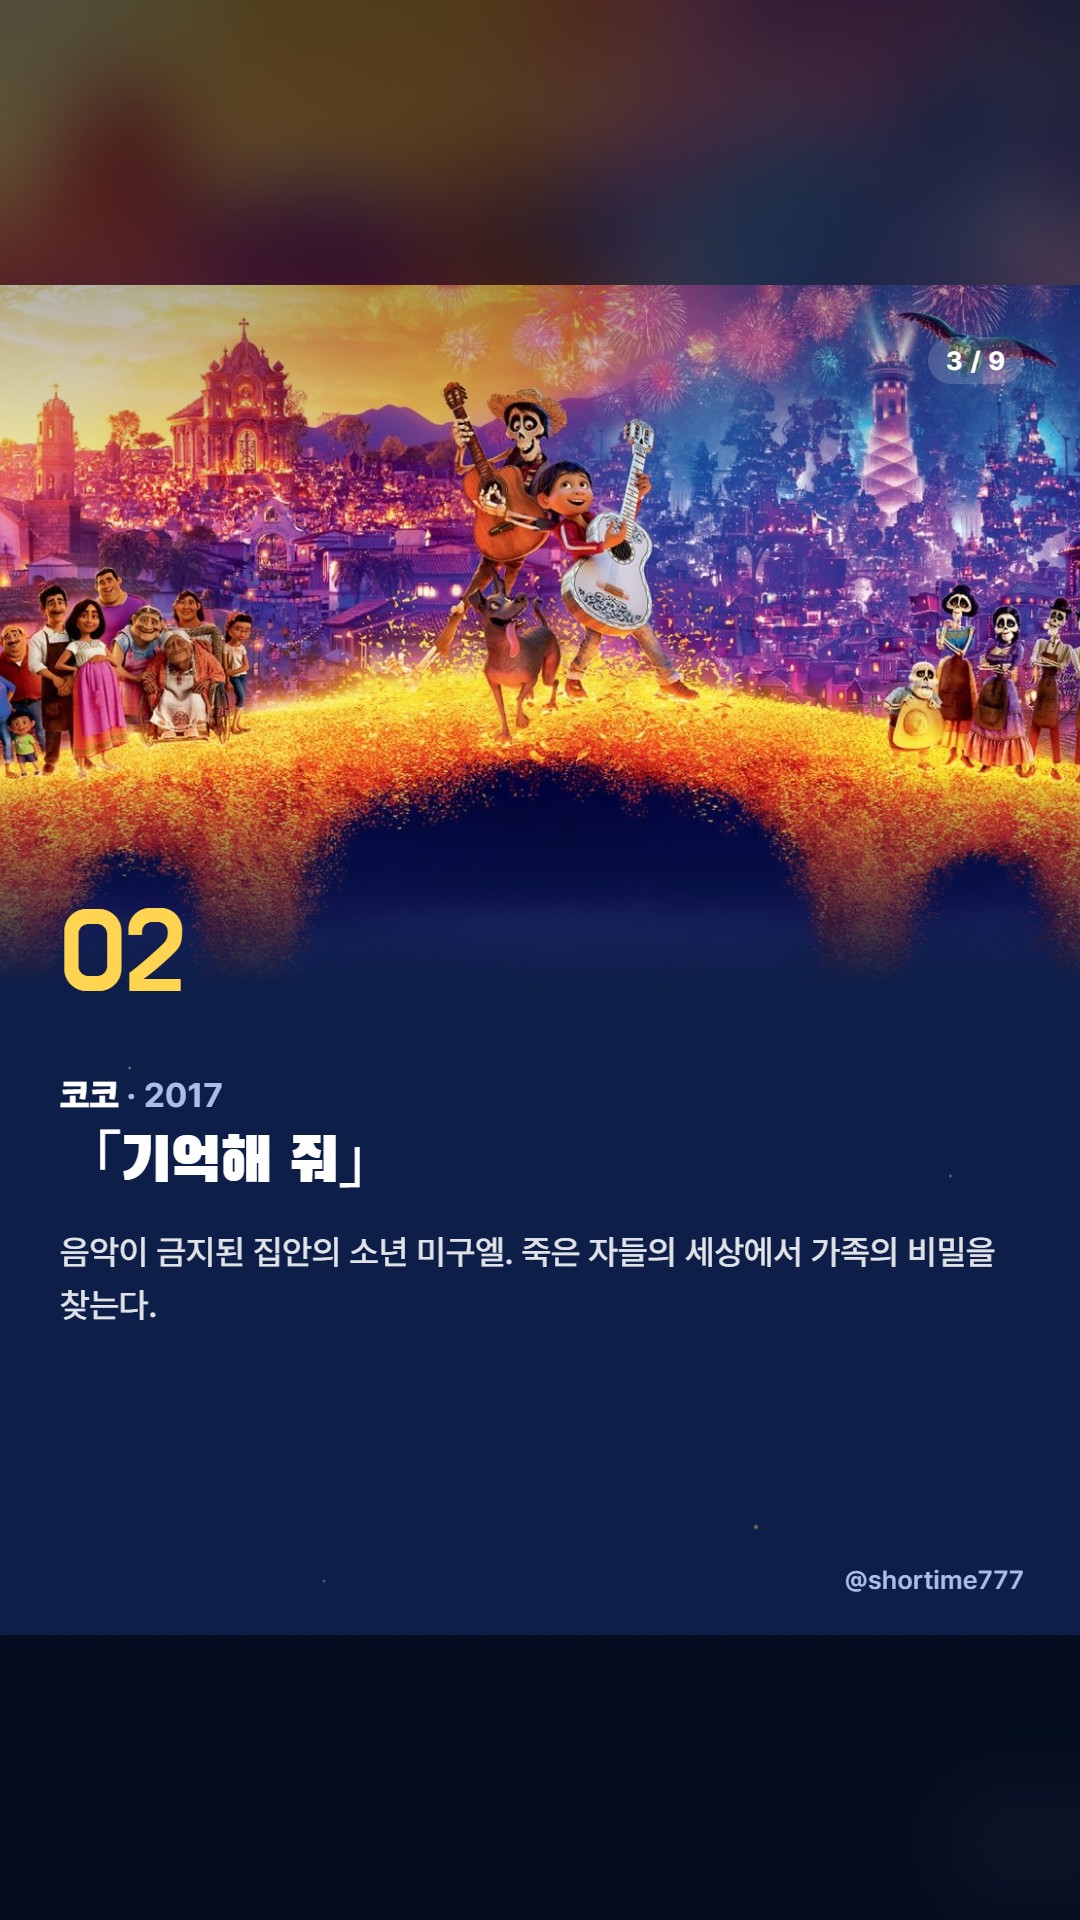 3 / 9
02
코코 · 2017
「기억해 줘」
음악이 금지된 집안의 소년 미구엘. 죽은 자들의 세상에서 가족의 비밀을
찾는다.
@shortime777